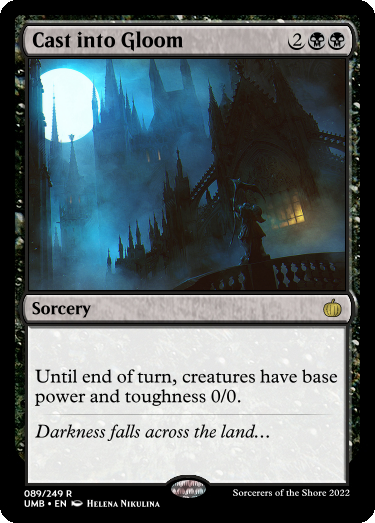 Cast into Gloom 2
Sorcery
Until end of turn, creatures have base
power and toughness 0/0.
Darkness falls across the land…
089/249 R
Sorcerers of the Shore 2022
UMB • EN Helena Nikulina